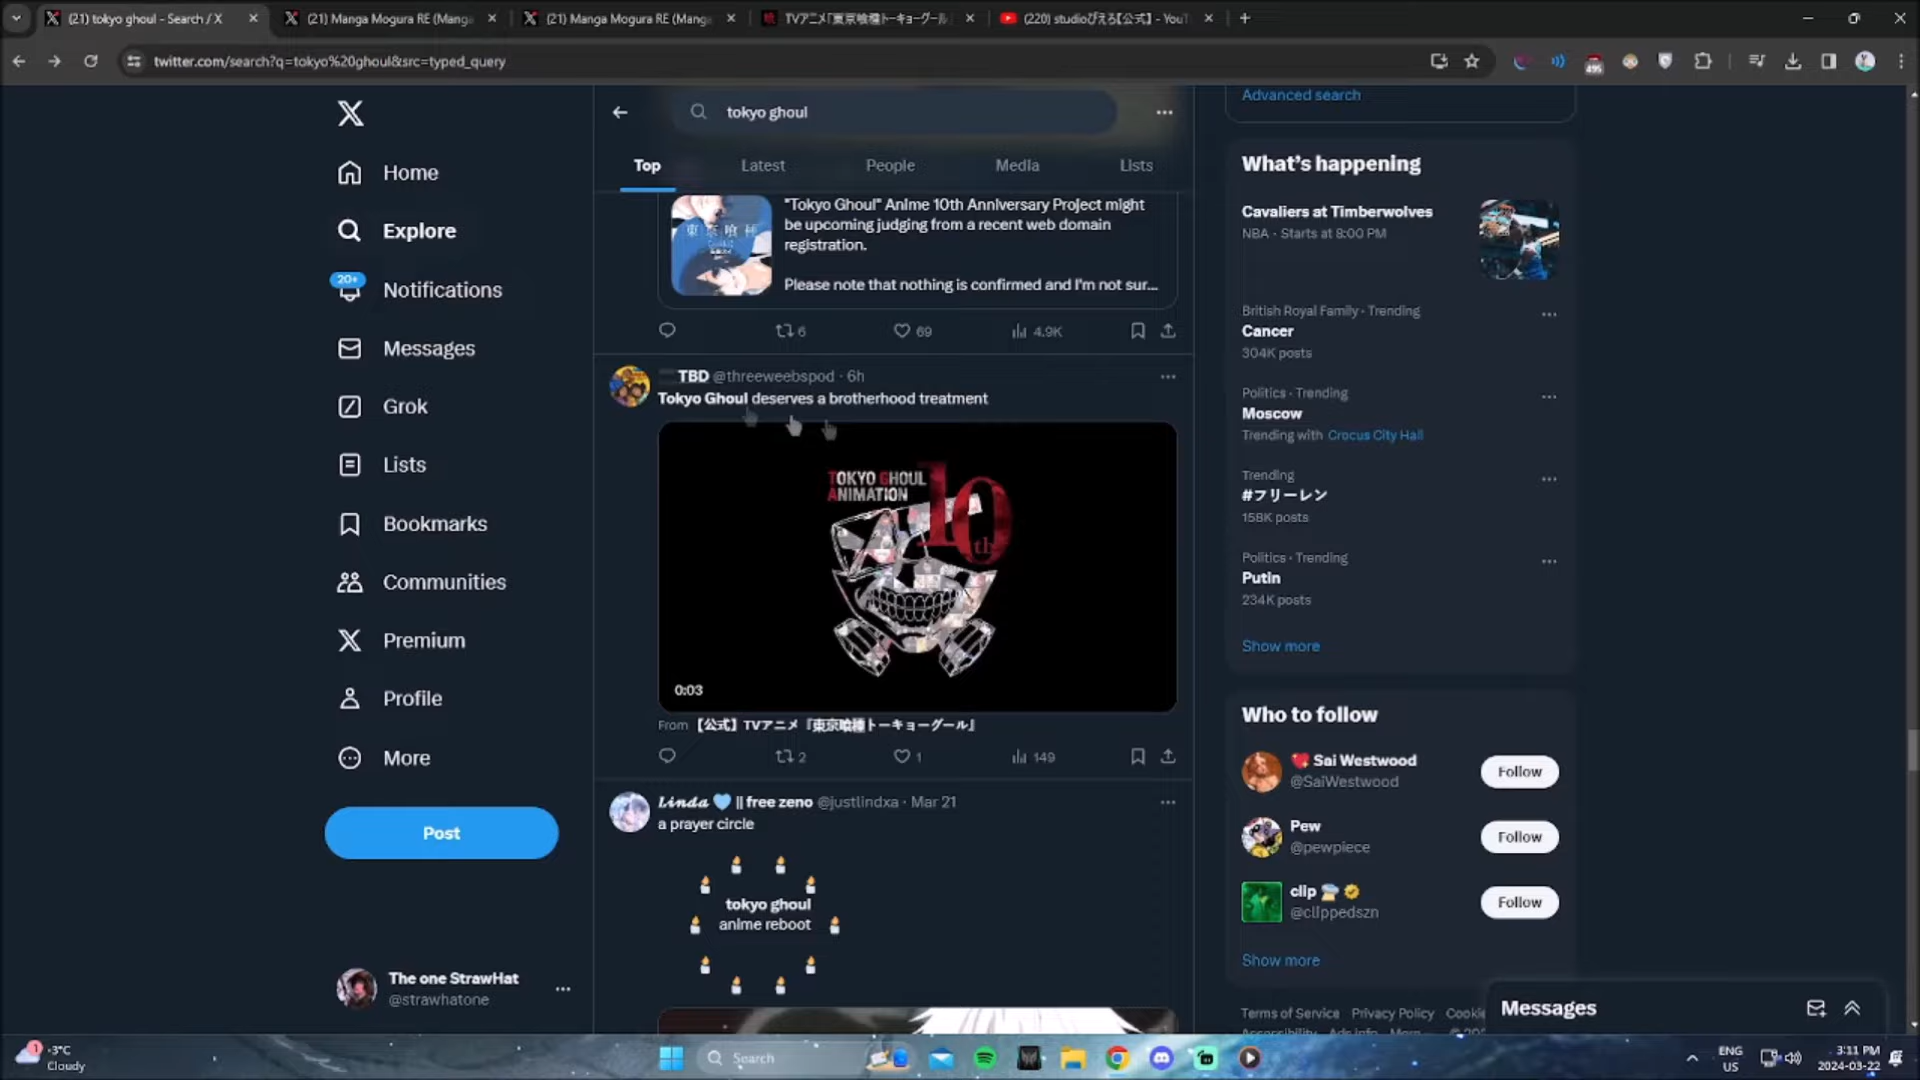 (21) tokyo ghoul - Search / X
(21) Manga Mogura RE (Manga
(21) Manga Mogura RE (Manga
TVアニメ『東京喰種トーキョーグール
(220) studioぴえろ【公式】 - YouT
twitter.com/search?q=tokyo%20ghoul&src=typed_query
495
Home
Explore
20+
Notifications
Messages
Grok
Lists
Bookmarks
Communities
Premium
Profile
More
Post
The one StrawHat
@strawhatone
tokyo ghoul
Top
Latest
People
Media
Lists
東京喰種
"Tokyo Ghoul" Anime 10th Anniversary Project might
be upcoming judging from a recent web domain
registration.
Please note that nothing is confirmed and I'm not sur...
6
69
4.9K
TBD @threeweebspod · 6h
Tokyo Ghoul deserves a brotherhood treatment
TOKYO GHOUL
ANIMATION
10th
0:03
From 【公式】TVアニメ『東京喰種トーキョーグール』
2
1
149
Linda || free zeno @justlindxa · Mar 21
a prayer circle
tokyo ghoul
anime reboot
Advanced search
What's happening
Cavaliers at Timberwolves
NBA · Starts at 8:00 PM
British Royal Family · Trending
Cancer
304K posts
Politics · Trending
Moscow
Trending with Crocus City Hall
Trending
#フリーレン
158K posts
Politics · Trending
Putin
234K posts
Show more
Who to follow
Sai Westwood
@SaiWestwood
Follow
Pew
@pewpiece
Follow
clip
@clippedszn
Follow
Show more
Terms of Service Privacy Policy Cookie
Messages
1
-3°C
Cloudy
Search
ENG
US
3:11 PM
2024-03-22